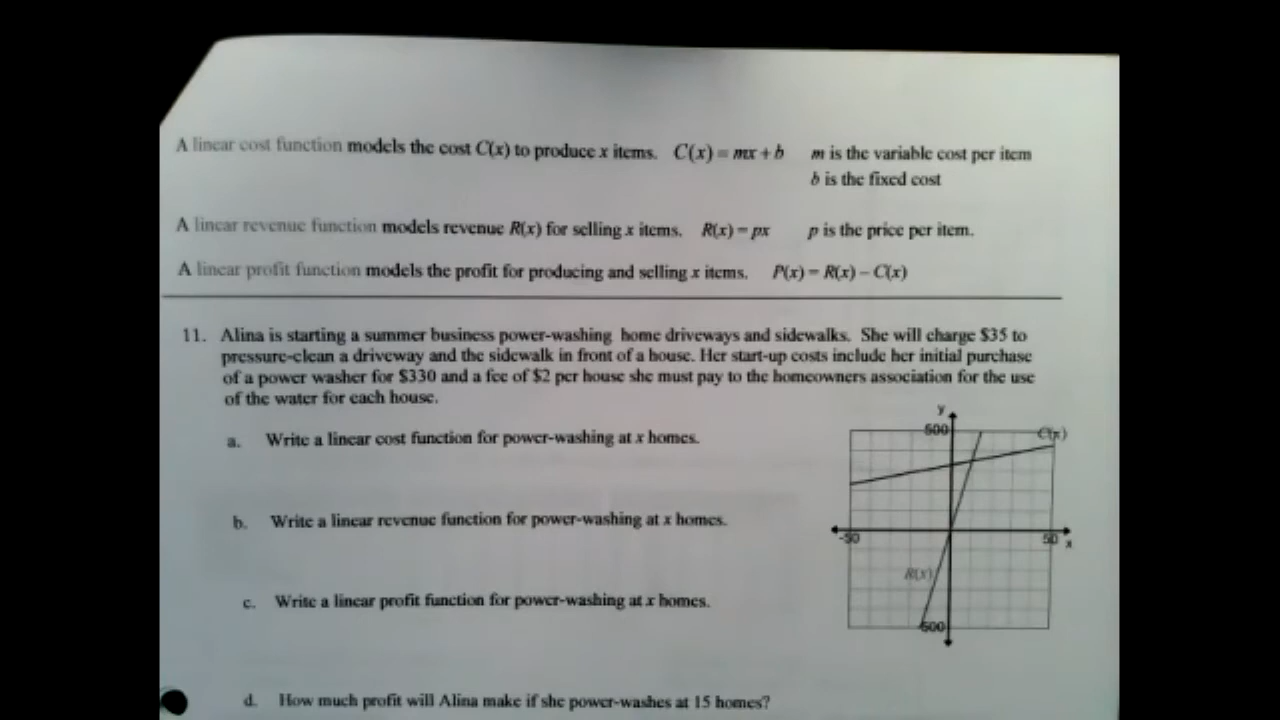 A linear cost function models the cost C(x) to produce x items. C(x) = mx + b m is the variable cost per item
b is the fixed cost
A linear revenue function models revenue R(x) for selling x items. R(x) = px p is the price per item.
A linear profit function models the profit for producing and selling x items. P(x) = R(x) – C(x)
11. Alina is starting a summer business power-washing home driveways and sidewalks. She will charge $35 to
pressure-clean a driveway and the sidewalk in front of a house. Her start-up costs include her initial purchase
of a power washer for $330 and a fee of $2 per house she must pay to the homeowners association for the use
of the water for each house.
a. Write a linear cost function for power-washing at x homes.
b. Write a linear revenue function for power-washing at x homes.
c. Write a linear profit function for power-washing at x homes.
d. How much profit will Alina make if she power-washes at 15 homes?
y
500
C(x)
-50
50
x
R(x)
-500